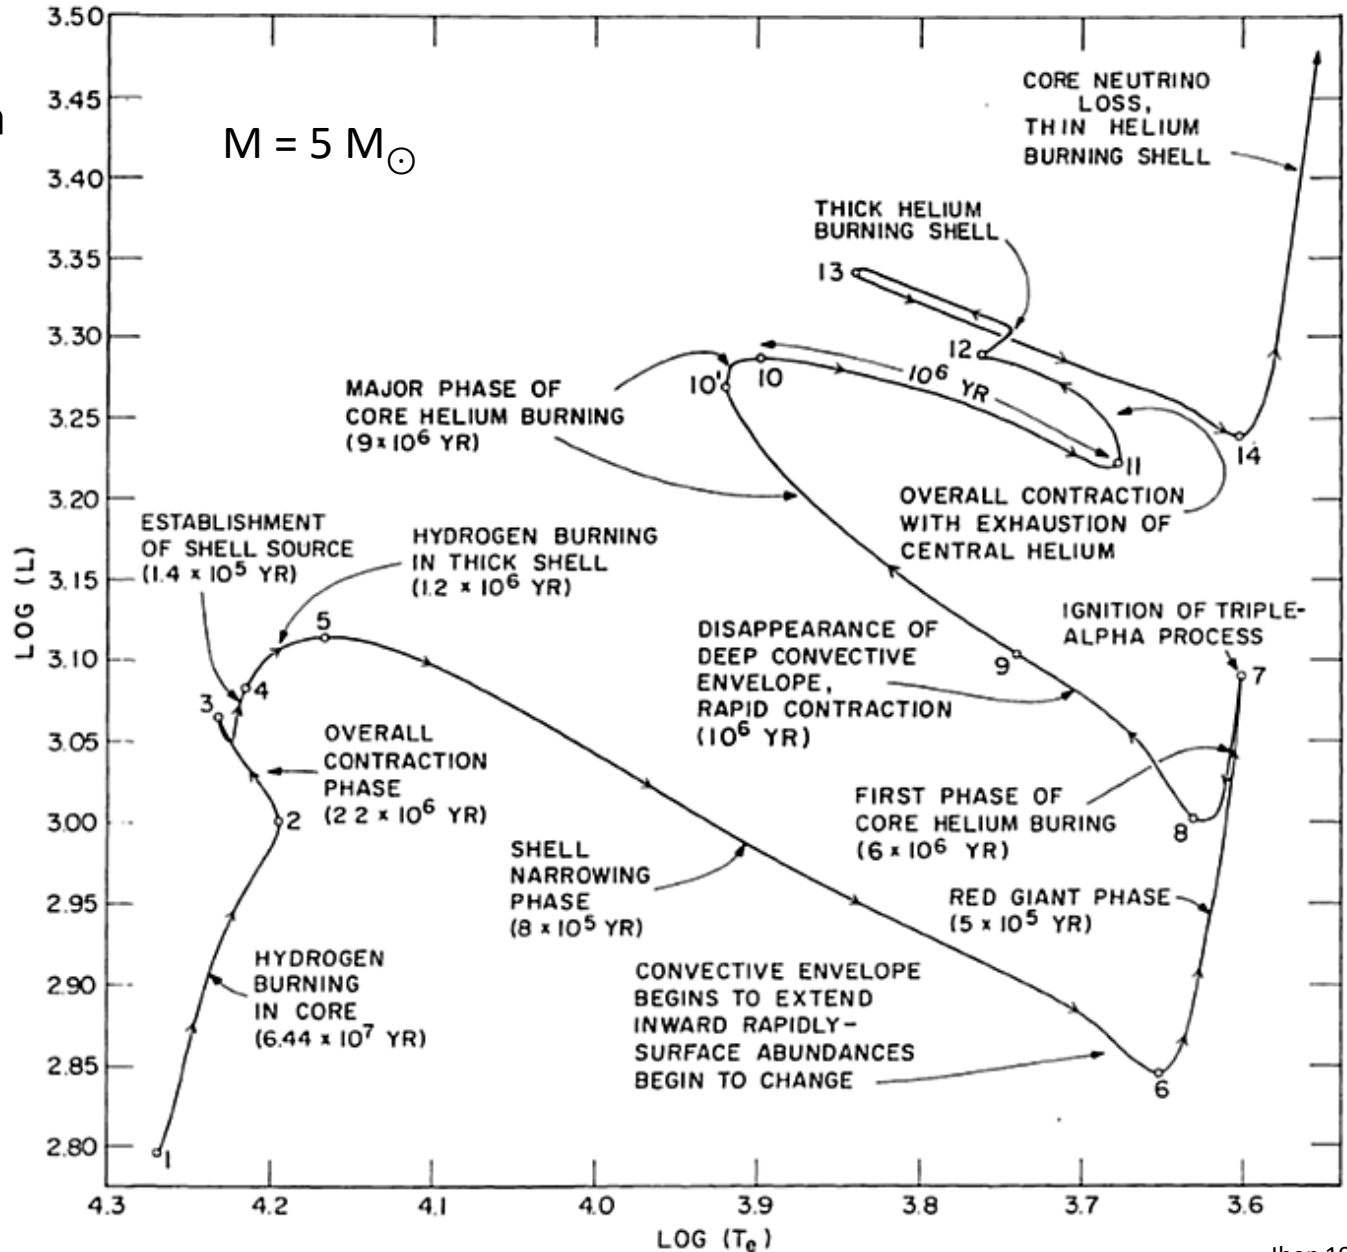 M = 5 M☉
CORE NEUTRINO
LOSS,
THIN HELIUM
BURNING SHELL
THICK HELIUM
BURNING SHELL
MAJOR PHASE OF
CORE HELIUM BURNING
(9 x 10⁶ YR)
10⁶ YR
OVERALL CONTRACTION
WITH EXHAUSTION OF
CENTRAL HELIUM
ESTABLISHMENT
OF SHELL SOURCE
(1.4 x 10⁵ YR)
HYDROGEN BURNING
IN THICK SHELL
(1.2 x 10⁶ YR)
IGNITION OF TRIPLE-
ALPHA PROCESS
DISAPPEARANCE OF
DEEP CONVECTIVE
ENVELOPE,
RAPID CONTRACTION
(10⁶ YR)
OVERALL
CONTRACTION
PHASE
(2.2 x 10⁶ YR)
FIRST PHASE OF
CORE HELIUM BURING
(6 x 10⁶ YR)
SHELL
NARROWING
PHASE
(8 x 10⁵ YR)
RED GIANT PHASE
(5 x 10⁵ YR)
HYDROGEN
BURNING
IN CORE
(6.44 x 10⁷ YR)
CONVECTIVE ENVELOPE
BEGINS TO EXTEND
INWARD RAPIDLY-
SURFACE ABUNDANCES
BEGIN TO CHANGE
1
2
3
4
5
6
7
8
9
10'
10
11
12
13
14
LOG (L)
3.50
3.45
3.40
3.35
3.30
3.25
3.20
3.15
3.10
3.05
3.00
2.95
2.90
2.85
2.80
4.3
4.2
4.1
4.0
3.9
3.8
3.7
3.6
LOG (Tₑ)